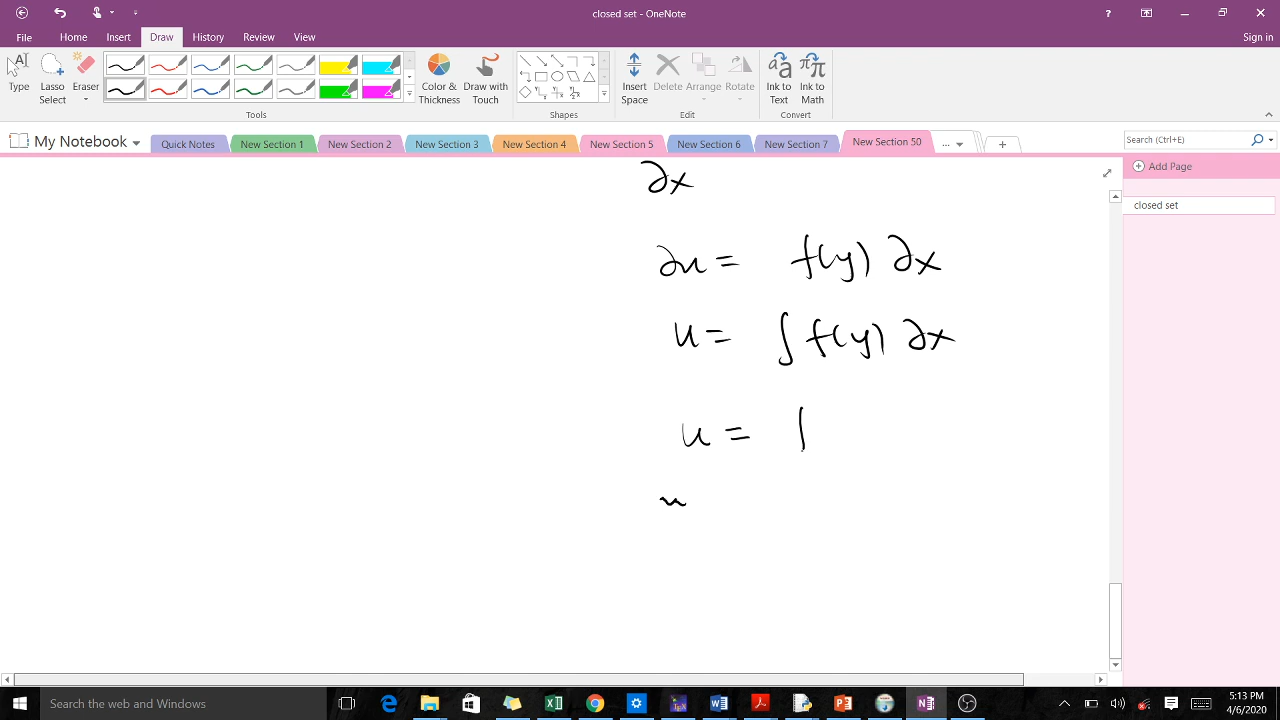 closed set - OneNote
File Home Insert Draw History Review View Sign in
Type Lasso Select Eraser Color & Thickness Draw with Touch Insert Space Delete Arrange Rotate Ink to Text Ink to Math
Tools Shapes Edit Convert
My Notebook Quick Notes New Section 1 New Section 2 New Section 3 New Section 4 New Section 5 New Section 6 New Section 7 New Section 50 ... Search (Ctrl+E)
Add Page
closed set
∂x
∂u = f(y) ∂x
u = ∫ f(y) ∂x
u =
Search the web and Windows
5:13 PM
4/6/2020